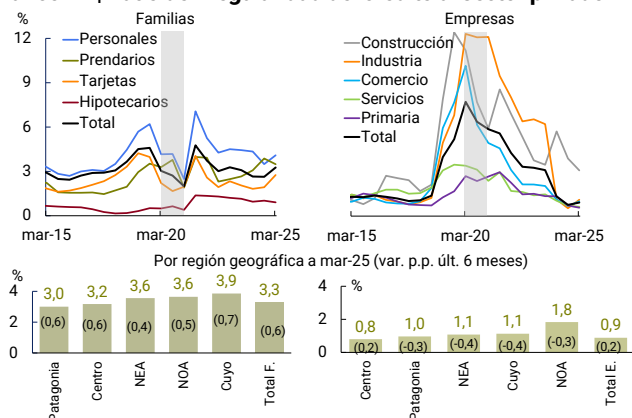 Familias
Empresas
%
12
9
6
3
0
Personales
Prendarios
Tarjetas
Hipotecarios
Total
mar-15
mar-20
mar-25
Construcción
Industria
Comercio
Servicios
Primaria
Total
mar-15
mar-20
mar-25
Por región geográfica a mar-25 (var. p.p. últ. 6 meses)
%
4
2
0
3,0
3,2
3,6
3,6
3,9
3,3
(0,6)
(0,6)
(0,4)
(0,5)
(0,7)
(0,6)
Patagonia
Centro
NEA
NOA
Cuyo
Total F.
%
4
2
0
0,8
1,0
1,1
1,1
1,8
0,9
(0,2)
(-0,3)
(-0,4)
(-0,4)
(-0,3)
(0,2)
Centro
Patagonia
NEA
Cuyo
NOA
Total E.